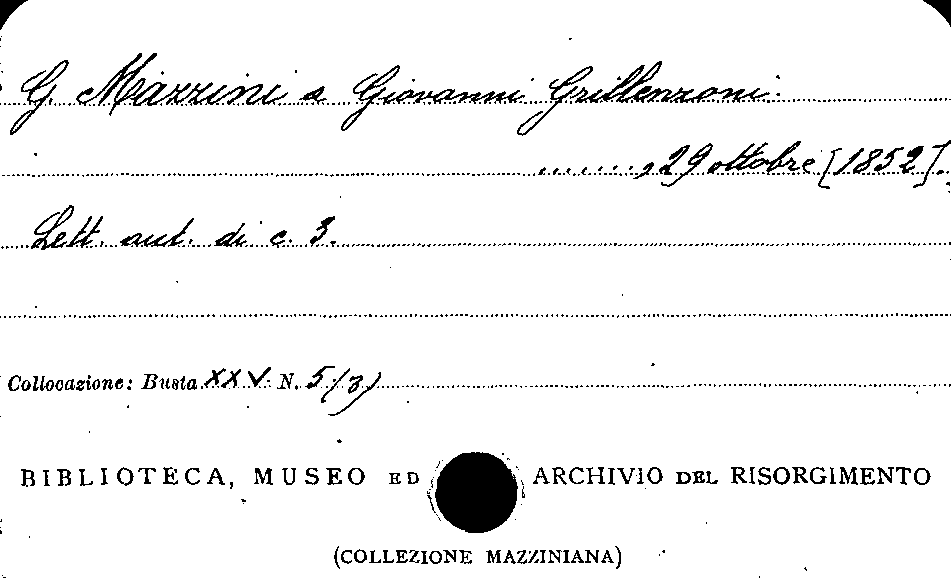 G. Mazzini a Giovanni Grillenzoni.
......., 29 ottobre [1852].
Lett. aut. di c. 3.
Collocazione: Busta XXV N. 5/3)
BIBLIOTECA, MUSEO ED ARCHIVIO DEL RISORGIMENTO
(COLLEZIONE MAZZINIANA)